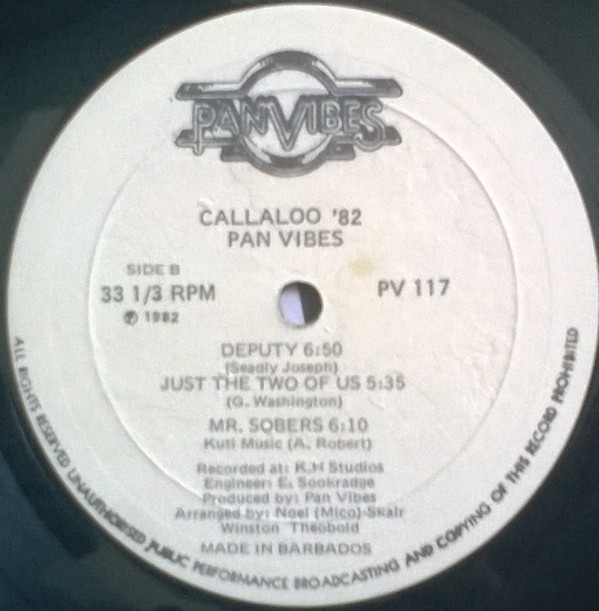 PAN VIBES
CALLALOO '82
PAN VIBES
SIDE B
33 1/3 RPM
℗ 1982
PV 117
DEPUTY 6:50
(Seadly Joseph)
JUST THE TWO OF US 5:35
(G. Washington)
MR. SOBERS 6:10
Kuti Music (A. Robert)
Recorded at: K.H Studios
Engineer: E. Sookradge
Produced by: Pan Vibes
Arranged by: Noel (Mico)-Skair
Winston Theobold
MADE IN BARBADOS
ALL RIGHTS RESERVED UNAUTHORISED PUBLIC PERFORMANCE BROADCASTING AND COPYING OF THIS RECORD PROHIBITED